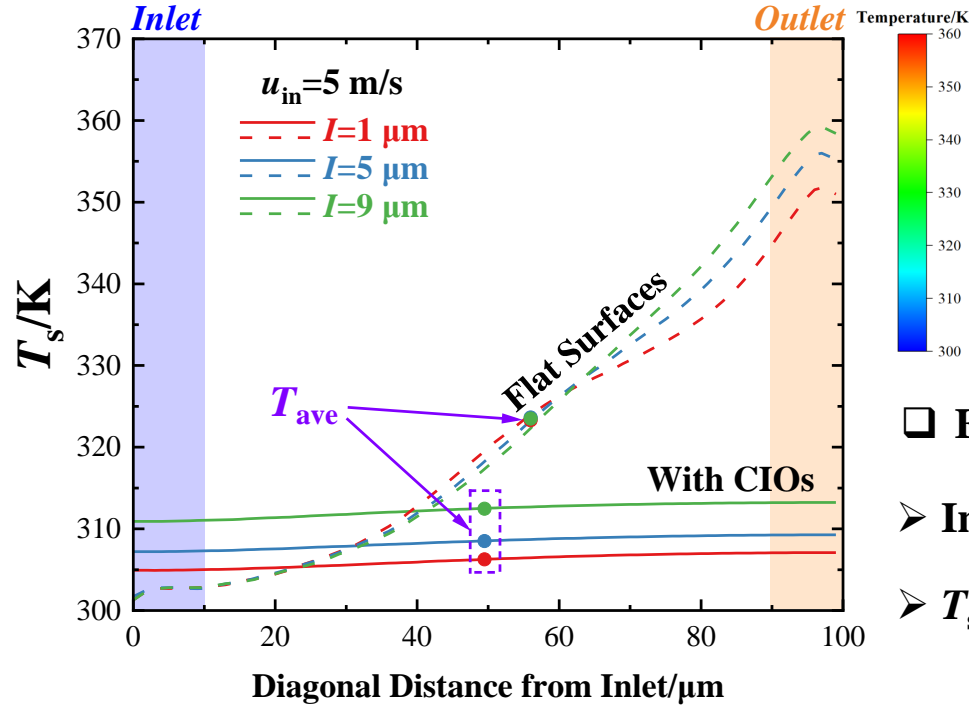 Inlet
Outlet
Temperature/K
370
360
350
340
330
320
310
300
T_s/K
u_in=5 m/s
I=1 μm
I=5 μm
I=9 μm
Flat Surfaces
T_ave
With CIOs
0
20
40
60
80
100
Diagonal Distance from Inlet/μm
360
350
340
330
320
310
300
In
T_s